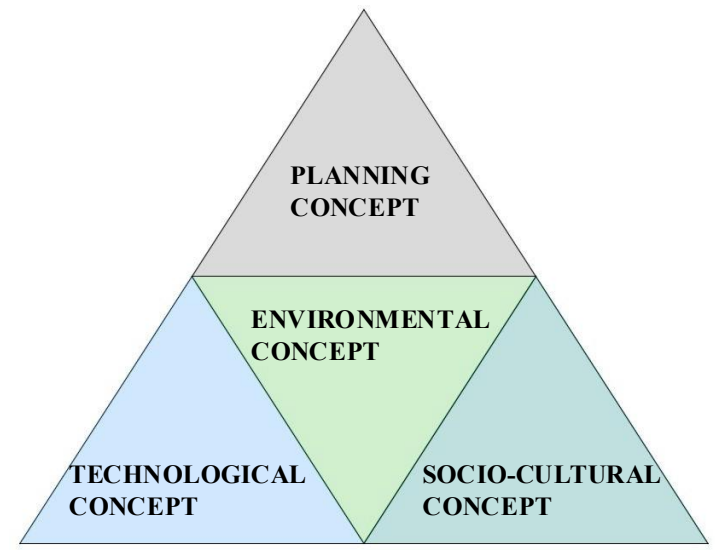 PLANNING
CONCEPT
ENVIRONMENTAL
CONCEPT
TECHNOLOGICAL
CONCEPT
SOCIO-CULTURAL
CONCEPT